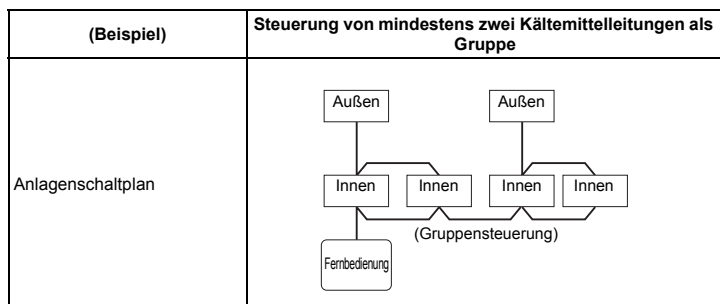 (Beispiel)
Steuerung von mindestens zwei Kältemittelleitungen als
Gruppe
Anlagenschaltplan
Außen
Außen
Innen
Innen
Innen
Innen
(Gruppensteuerung)
Fernbedienung